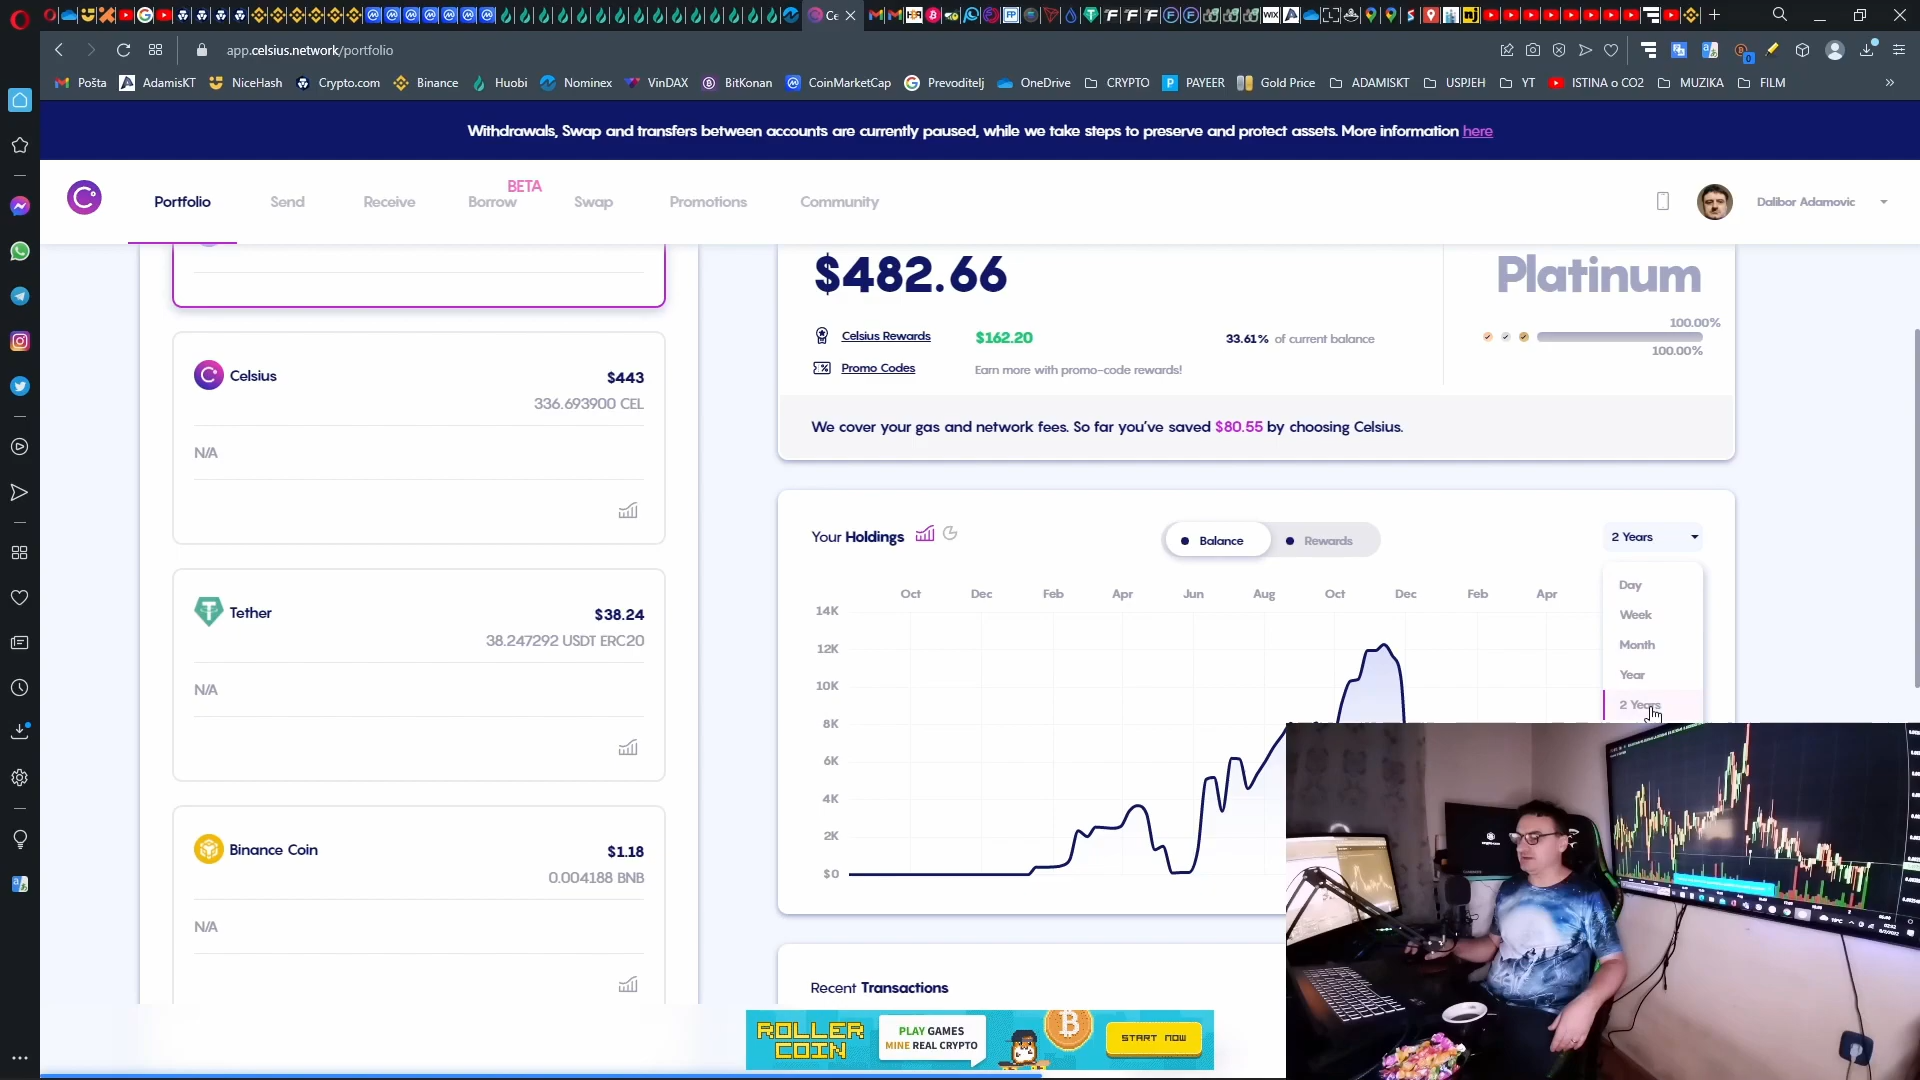 Ce
app.celsius.network/portfolio
Pošta
AdamisKT
NiceHash
Crypto.com
Binance
Huobi
Nominex
VinDAX
BitKonan
CoinMarketCap
Prevoditelj
OneDrive
CRYPTO
PAYEER
Gold Price
ADAMISKT
USPJEH
YT
ISTINA o CO2
MUZIKA
FILM
Withdrawals, Swap and transfers between accounts are currently paused, while we take steps to preserve and protect assets. More information here
Portfolio
Send
Receive
BETA
Borrow
Swap
Promotions
Community
Dalibor Adamovic
$482.66
Platinum
Celsius Rewards
$162.20
33.61% of current balance
100.00%
100.00%
Promo Codes
Earn more with promo-code rewards!
We cover your gas and network fees. So far you've saved $80.55 by choosing Celsius.
Celsius
$443
336.693900 CEL
N/A
Tether
$38.24
38.247292 USDT ERC20
N/A
Binance Coin
$1.18
0.004188 BNB
N/A
Your Holdings
Balance
Rewards
2 Years
Day
Week
Month
Year
2 Years
Oct Dec Feb Apr Jun Aug Oct Dec Feb Apr
14K
12K
10K
8K
6K
4K
2K
$0
Recent Transactions
ROLLER
COIN
PLAY GAMES
MINE REAL CRYPTO
START NOW